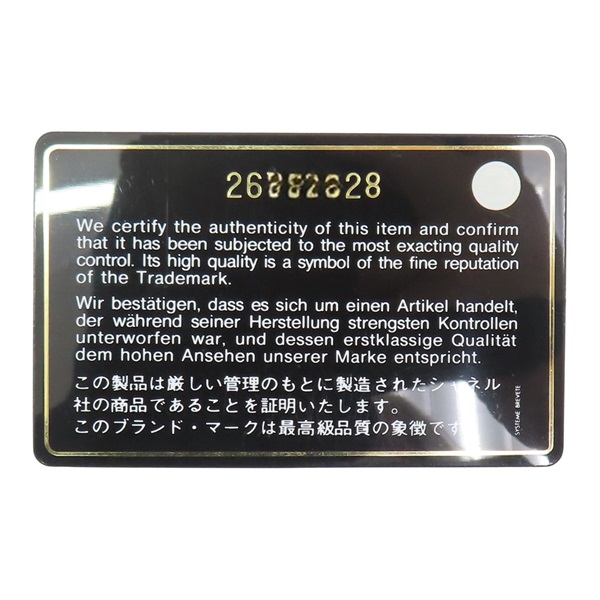 We certify the authenticity of this item and confirm
that it has been subjected to the most exacting quality
control. Its high quality is a symbol of the fine reputation
of the Trademark.
Wir bestätigen, dass es sich um einen Artikel handelt,
der während seiner Herstellung strengsten Kontrollen
unterworfen war, und dessen erstklassige Qualität
dem hohen Ansehen unserer Marke entspricht.
この製品は厳しい管理のもとに製造されたシャネル
社の商品であることを証明いたします。
このブランド・マークは最高級品質の象徴です
SYSTEME BREVETE